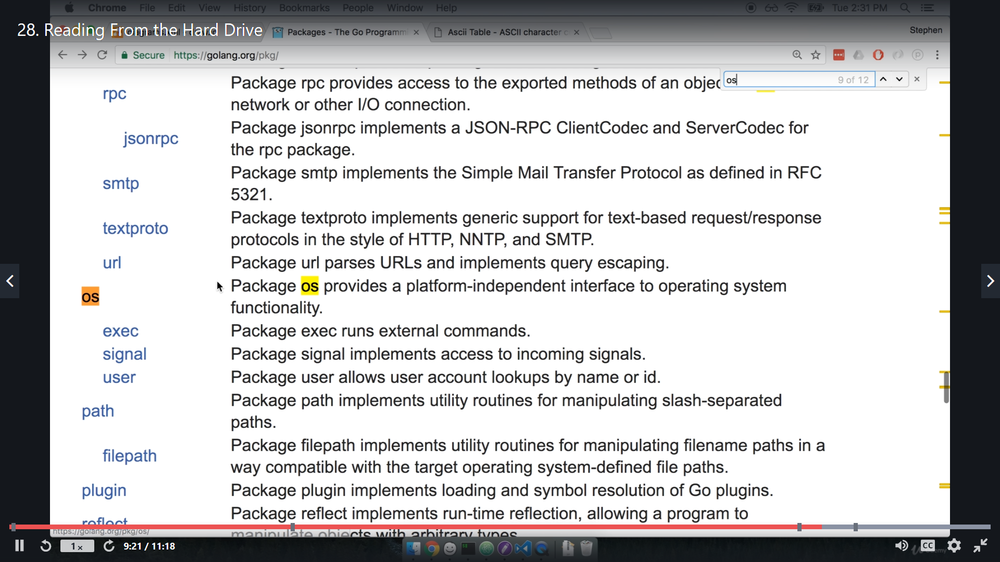 Chrome File Edit View History Bookmarks People Window Help
Tue 2:31 PM
28. Reading From the Hard Drive
Packages - The Go Programmi
Ascii Table - ASCII character c
Stephen
Secure https://golang.org/pkg/
os 9 of 12
rpc Package rpc provides access to the exported methods of an objec
network or other I/O connection.
jsonrpc Package jsonrpc implements a JSON-RPC ClientCodec and ServerCodec for
the rpc package.
smtp Package smtp implements the Simple Mail Transfer Protocol as defined in RFC
5321.
textproto Package textproto implements generic support for text-based request/response
protocols in the style of HTTP, NNTP, and SMTP.
url Package url parses URLs and implements query escaping.
os Package os provides a platform-independent interface to operating system
functionality.
exec Package exec runs external commands.
signal Package signal implements access to incoming signals.
user Package user allows user account lookups by name or id.
path Package path implements utility routines for manipulating slash-separated
paths.
filepath Package filepath implements utility routines for manipulating filename paths in a
way compatible with the target operating system-defined file paths.
plugin Package plugin implements loading and symbol resolution of Go plugins.
reflect Package reflect implements run-time reflection, allowing a program to
manipulate objects with arbitrary types.
https://golang.org/pkg/os/
1x 9:21 / 11:18
CC